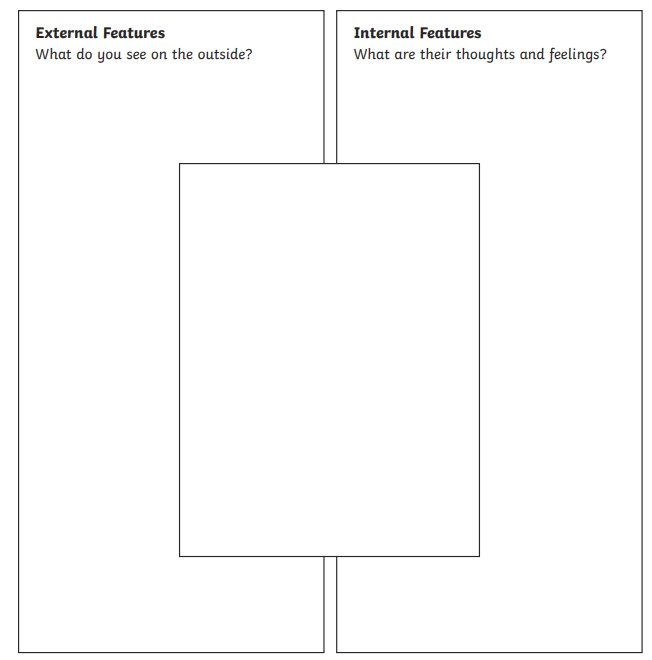 External Features
What do you see on the outside?
Internal Features
What are their thoughts and feelings?